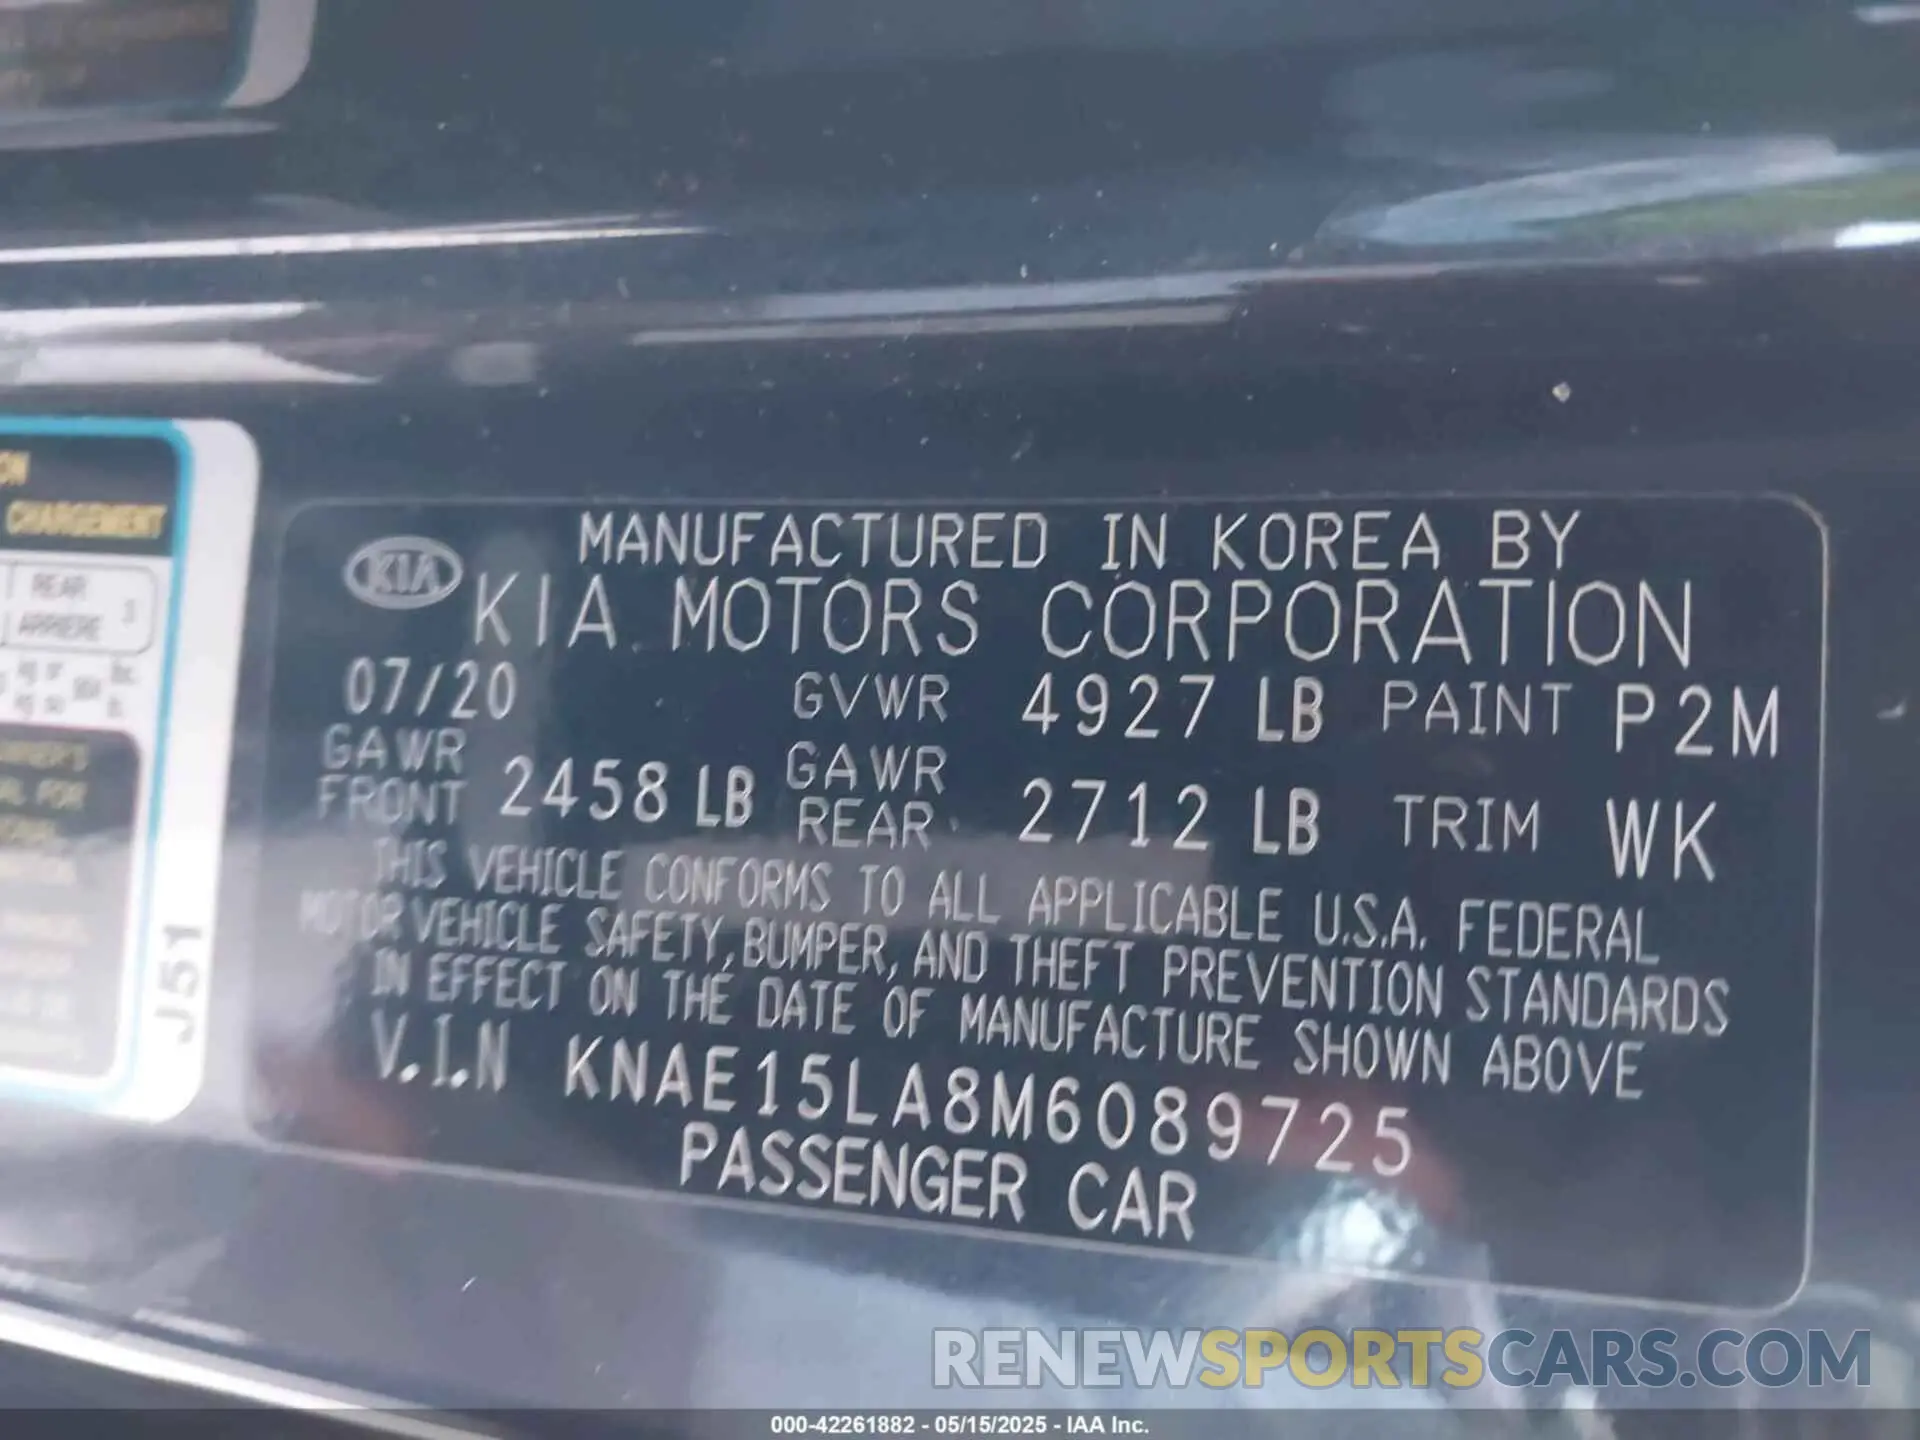 ON
CHARGEMENT
REAR
ARRIERE 3
J51
KIA
MANUFACTURED IN KOREA BY
KIA MOTORS CORPORATION
07/20 GVWR 4927 LB PAINT P2M
GAWR FRONT 2458 LB GAWR REAR 2712 LB TRIM WK
THIS VEHICLE CONFORMS TO ALL APPLICABLE U.S.A. FEDERAL
MOTOR VEHICLE SAFETY, BUMPER, AND THEFT PREVENTION STANDARDS
IN EFFECT ON THE DATE OF MANUFACTURE SHOWN ABOVE
V.I.N KNAE15LA8M6089725
PASSENGER CAR
RENEWSPORTSCARS.COM
000-42261882 - 05/15/2025 - IAA Inc.